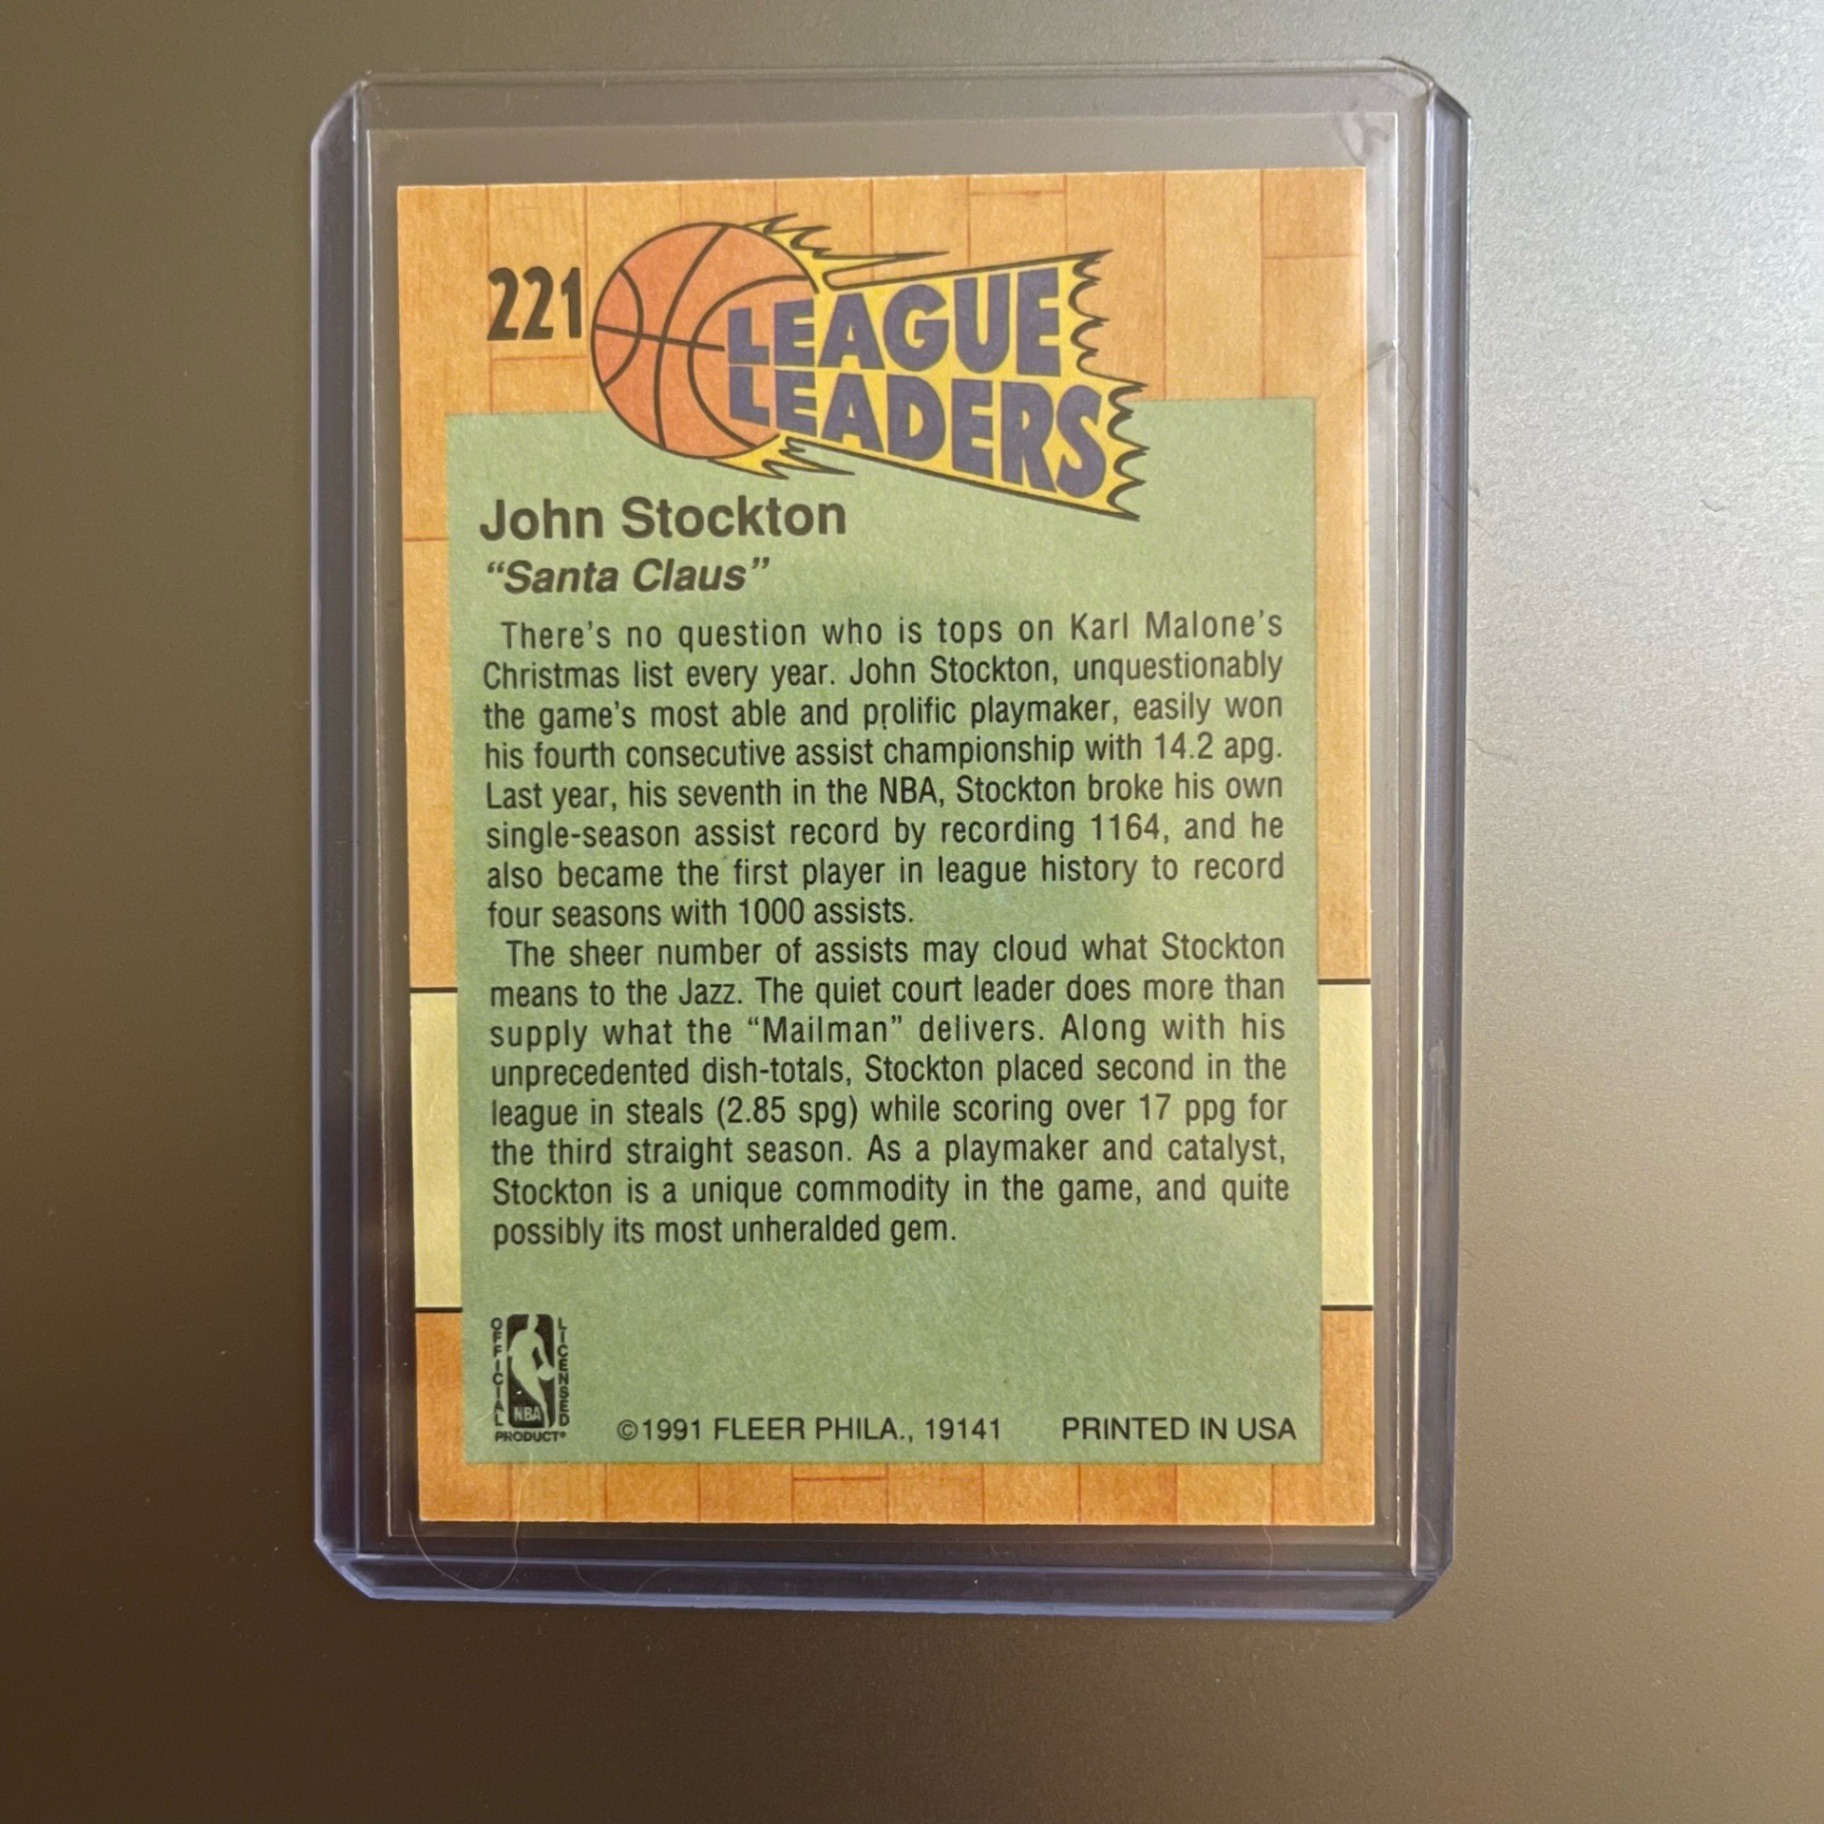 221
LEAGUE
LEADERS
John Stockton
“Santa Claus”
There's no question who is tops on Karl Malone's
Christmas list every year. John Stockton, unquestionably
the game's most able and prolific playmaker, easily won
his fourth consecutive assist championship with 14.2 apg.
Last year, his seventh in the NBA, Stockton broke his own
single-season assist record by recording 1164, and he
also became the first player in league history to record
four seasons with 1000 assists.
The sheer number of assists may cloud what Stockton
means to the Jazz. The quiet court leader does more than
supply what the “Mailman” delivers. Along with his
unprecedented dish-totals, Stockton placed second in the
league in steals (2.85 spg) while scoring over 17 ppg for
the third straight season. As a playmaker and catalyst,
Stockton is a unique commodity in the game, and quite
possibly its most unheralded gem.
OFFICIAL
LICENSED
NBA
PRODUCT®
©1991 FLEER PHILA., 19141 PRINTED IN USA